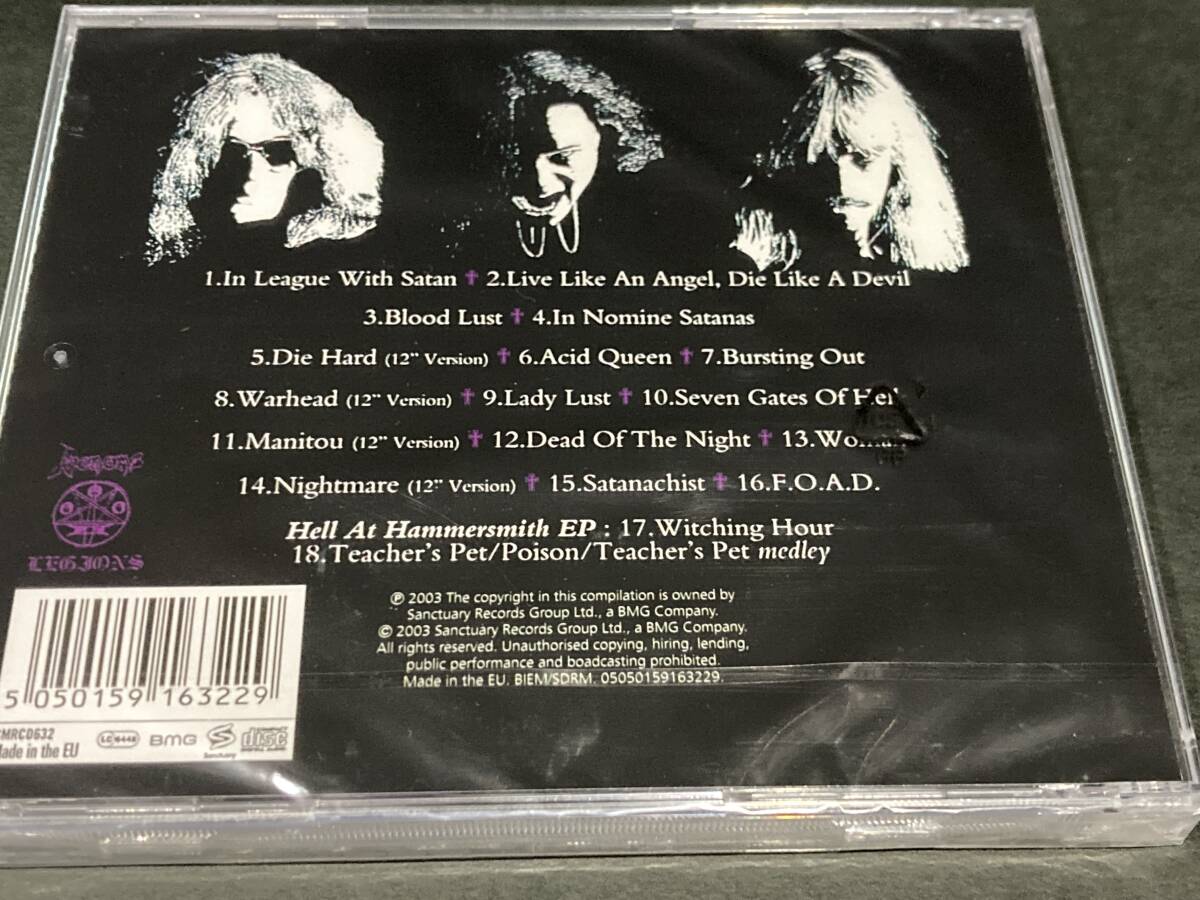 1.In League With Satan ✝ 2.Live Like An Angel, Die Like A Devil
3.Blood Lust ✝ 4.In Nomine Satanas
5.Die Hard (12" Version) ✝ 6.Acid Queen ✝ 7.Bursting Out
8.Warhead (12" Version) ✝ 9.Lady Lust ✝ 10.Seven Gates Of
11.Manitou (12" Version) ✝ 12.Dead Of The Night ✝ 13.
14.Nightmare (12" Version) ✝ 15.Satanachist ✝ 16.F.O.A.D.
Hell At Hammersmith EP : 17.Witching Hour
18.Teacher's Pet/Poison/Teacher's Pet medley
Venom's
LEGIONS
℗ 2003 The copyright in this compilation is owned by
Sanctuary Records Group Ltd., a BMG Company.
© 2003 Sanctuary Records Group Ltd., a BMG Company.
All rights reserved. Unauthorised copying, hiring, lending,
public performance and boadcasting prohibited.
Made in the EU. BIEM/SDRM. 05050159163229.
5 050159 163229
MRCD632
Made in the EU
LC 6448 BMG Sanctuary disc